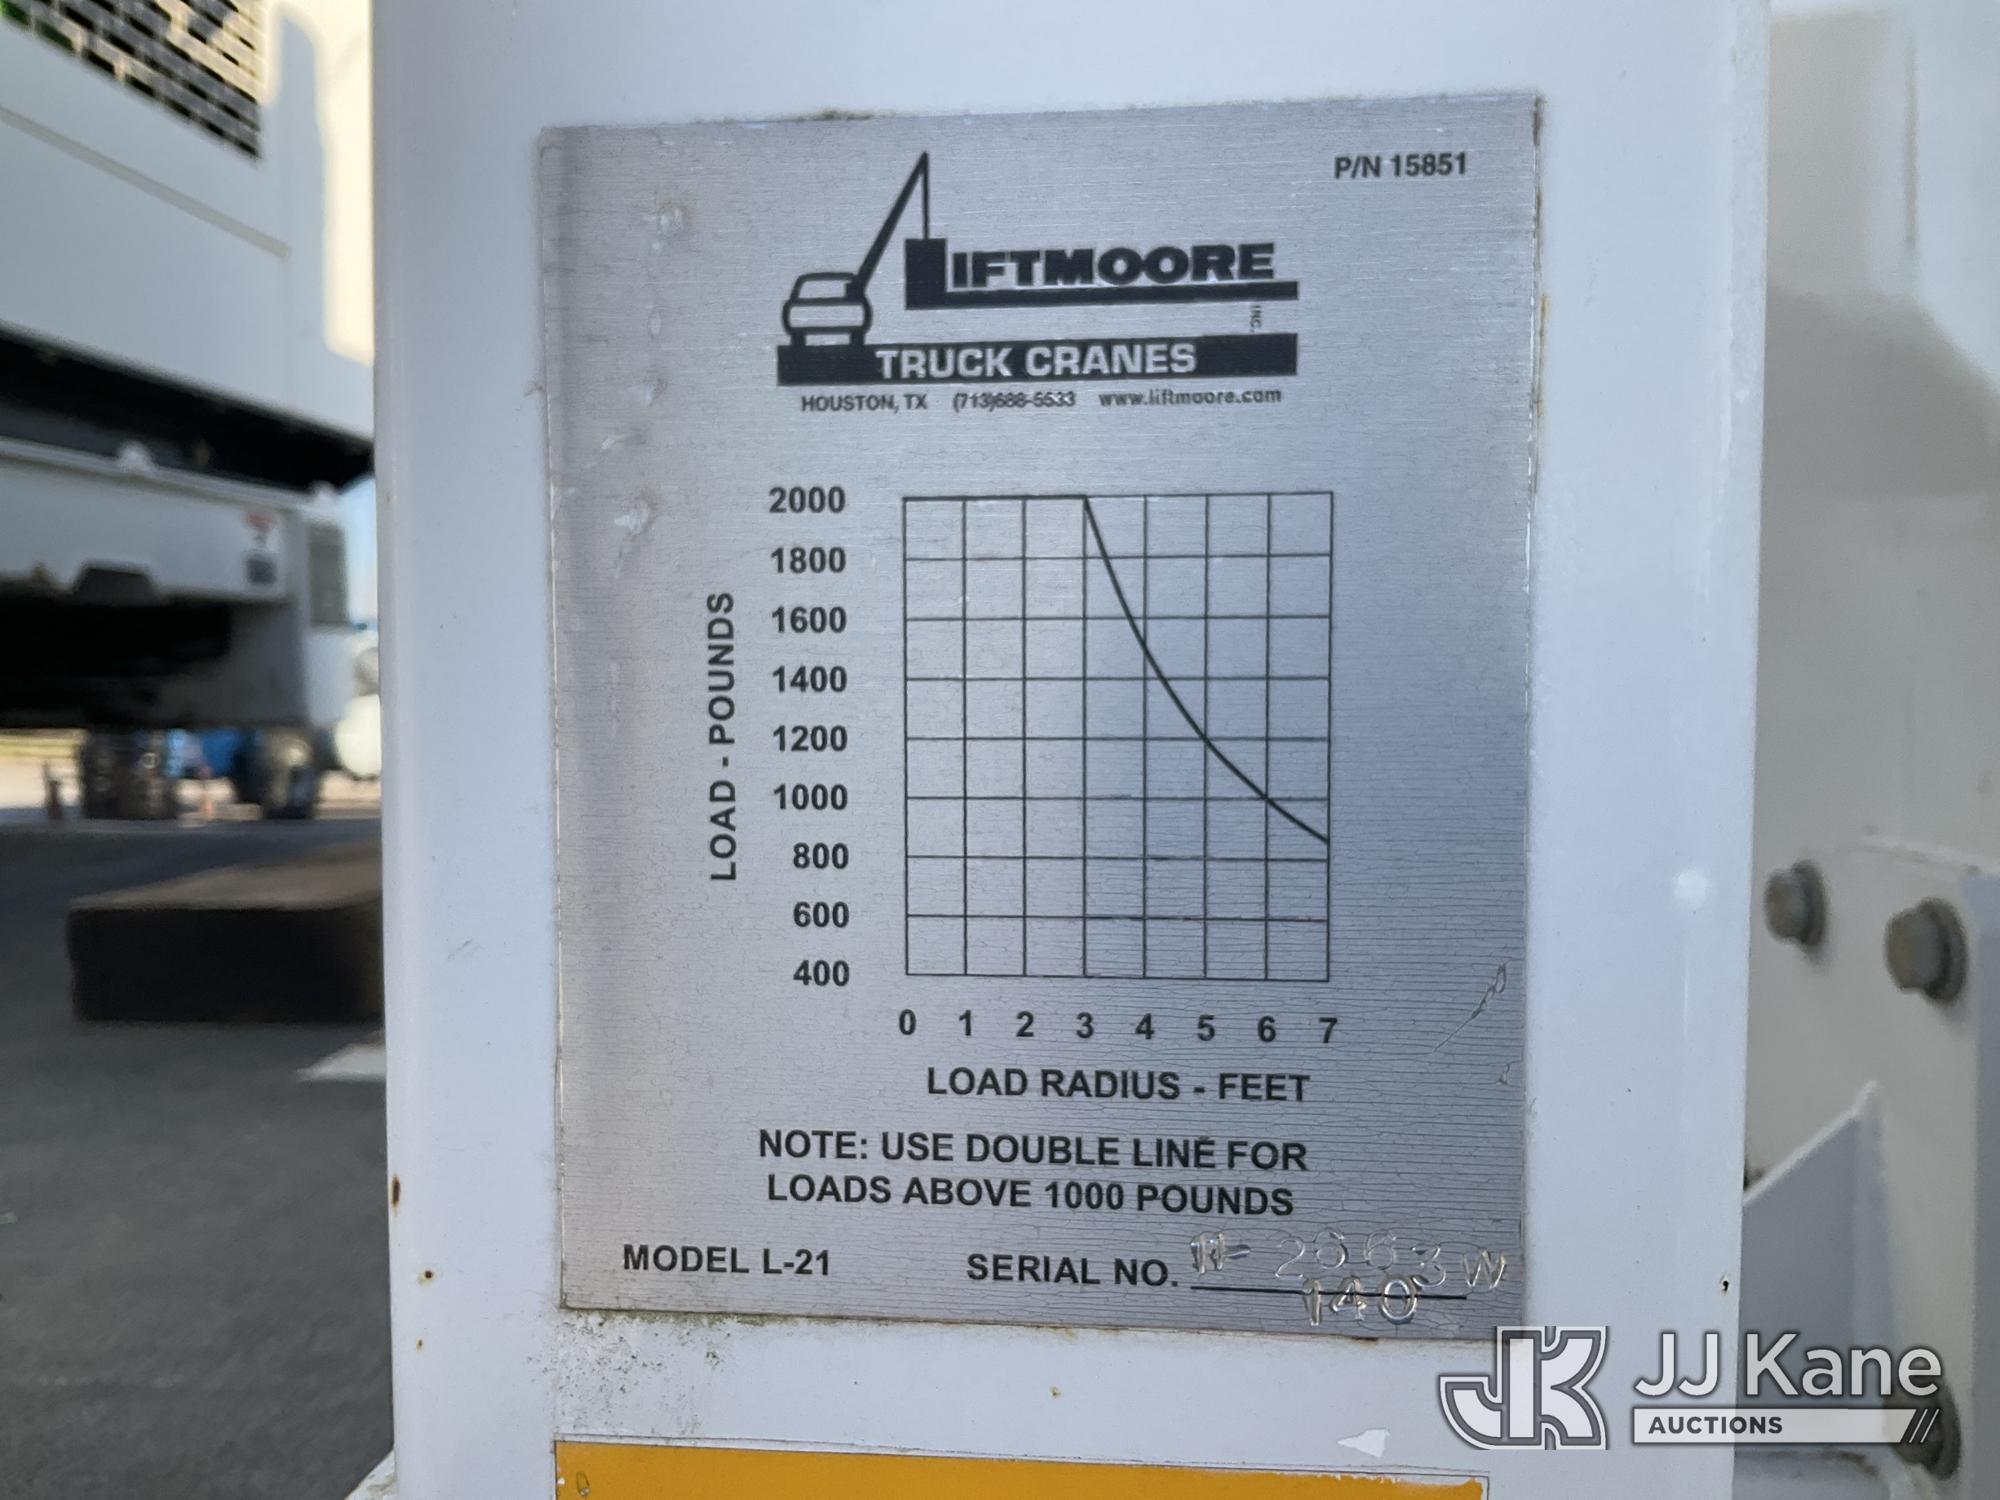 P/N 15851
LIFTMOORE
INC.
TRUCK CRANES
HOUSTON, TX (713)688-5533 www.liftmoore.com
LOAD - POUNDS
2000
1800
1600
1400
1200
1000
800
600
400
0 1 2 3 4 5 6 7
LOAD RADIUS - FEET
NOTE: USE DOUBLE LINE FOR
LOADS ABOVE 1000 POUNDS
MODEL L-21 SERIAL NO. 2663W
140
JK JJ Kane
AUCTIONS